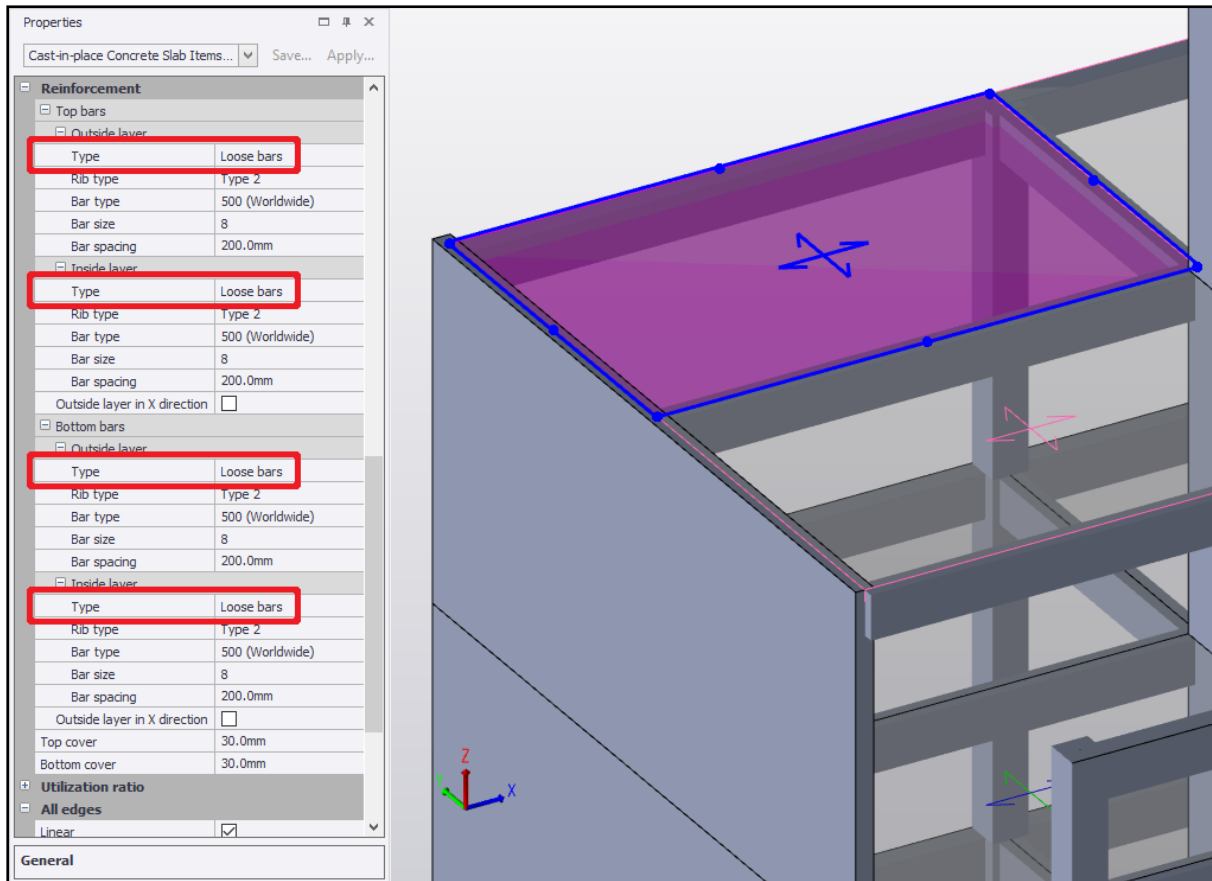 Properties
Cast-in-place Concrete Slab Items... Save... Apply...
Reinforcement
Top bars
Outside layer
Type Loose bars
Rib type Type 2
Bar type 500 (Worldwide)
Bar size 8
Bar spacing 200.0mm
Inside layer
Type Loose bars
Rib type Type 2
Bar type 500 (Worldwide)
Bar size 8
Bar spacing 200.0mm
Outside layer in X direction
Bottom bars
Outside layer
Type Loose bars
Rib type Type 2
Bar type 500 (Worldwide)
Bar size 8
Bar spacing 200.0mm
Inside layer
Type Loose bars
Rib type Type 2
Bar type 500 (Worldwide)
Bar size 8
Bar spacing 200.0mm
Outside layer in X direction
Top cover 30.0mm
Bottom cover 30.0mm
Utilization ratio
All edges
Linear
General
Z
Y
X